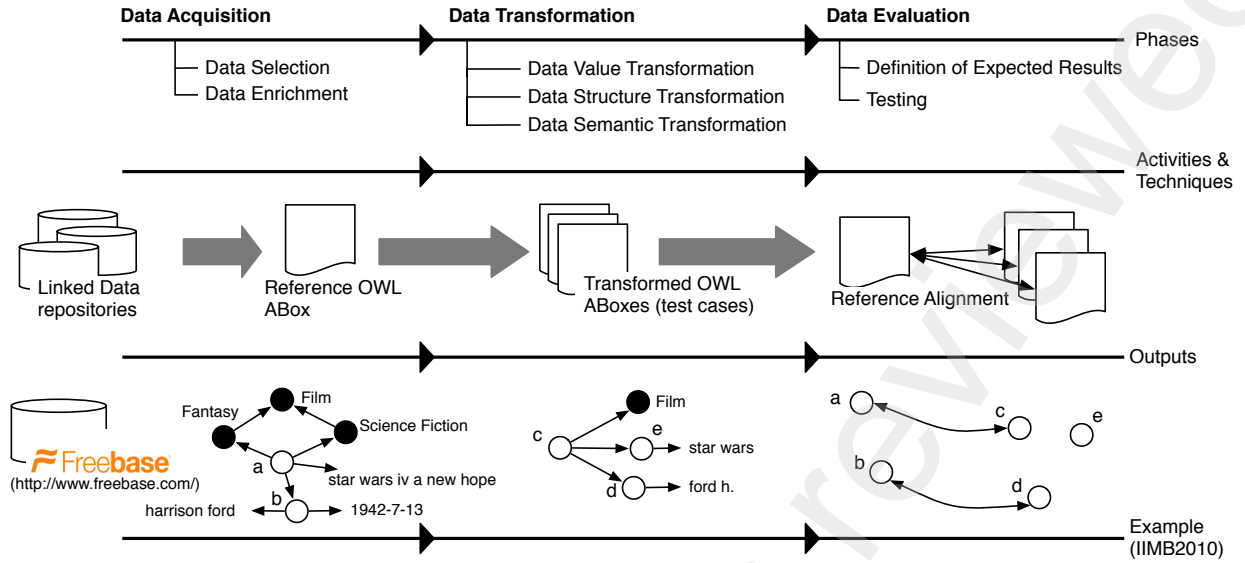 Data Acquisition
Data Transformation
Data Evaluation
Phases
Data Selection
Data Enrichment
Data Value Transformation
Data Structure Transformation
Data Semantic Transformation
Definition of Expected Results
Testing
Activities &
Techniques
Linked Data
repositories
Reference OWL
ABox
Transformed OWL
ABoxes (test cases)
Reference Alignment
Outputs
Freebase
(http://www.freebase.com/)
Film
Fantasy
Science Fiction
a
star wars iv a new hope
b
harrison ford
1942-7-13
Film
c
e
star wars
d
ford h.
a
c
e
b
d
Example
(IIMB2010)
reviewed